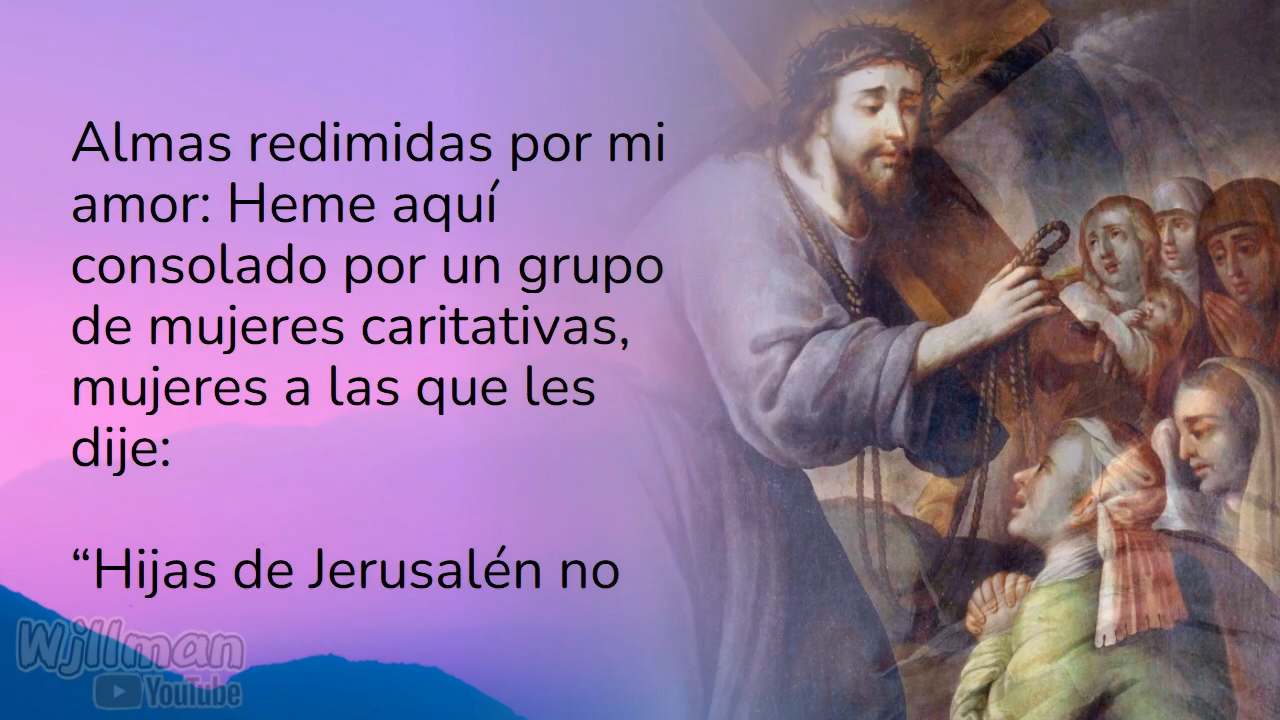 Almas redimidas por mi
amor: Heme aquí
consolado por un grupo
de mujeres caritativas,
mujeres a las que les
dije:
“Hijas de Jerusalén no
Wjllman
YouTube